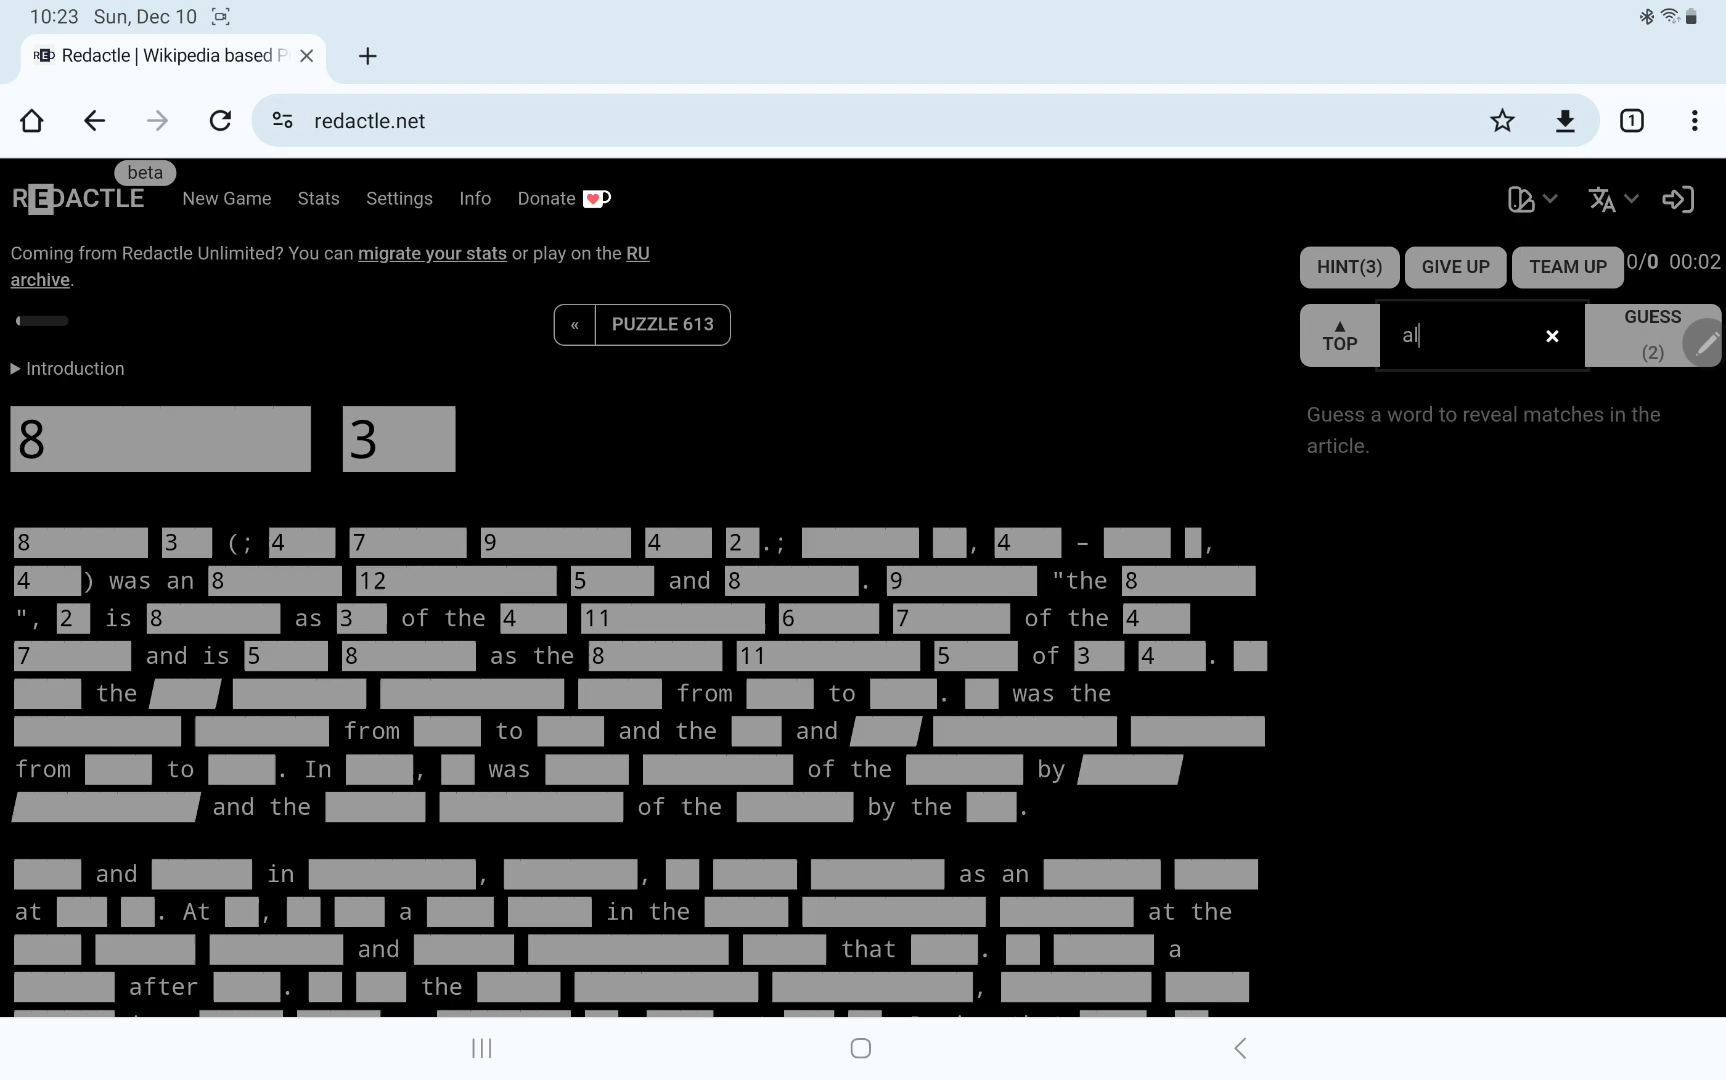 10:23 Sun, Dec 10
RED Redactle | Wikipedia based P
redactle.net
1
beta
REDACTLE New Game Stats Settings Info Donate
Coming from Redactle Unlimited? You can migrate your stats or play on the RU
archive.
HINT(3) GIVE UP TEAM UP 0/0 00:02
« PUZZLE 613
▲
TOP
al
GUESS
(2)
▶ Introduction
Guess a word to reveal matches in the
article.
8 3
8 3 (; 4 7 9 4 2 .; , 4 – ,
4 ) was an 8 12 5 and 8 . 9 "the 8
", 2 is 8 as 3 of the 4 11 6 7 of the 4
7 and is 5 8 as the 8 11 5 of 3 4 .
the from to . was the
from to and the and
from to . In , was of the by
and the of the by the .
and in , , as an
at . At , a in the at the
and that . a
after . the ,